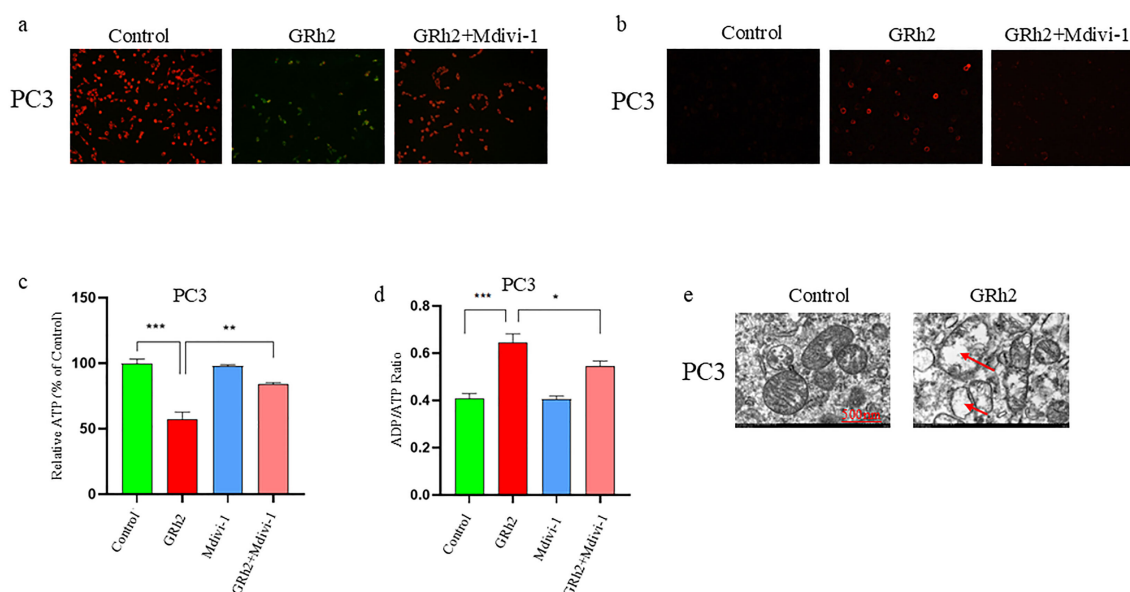 a
Control
GRh2
GRh2+Mdivi-1
PC3
b
Control
GRh2
GRh2+Mdivi-1
PC3
c
PC3
Relative ATP (% of Control)
150
100
50
0
***
**
Control
GRh2
Mdivi-1
GRh2+Mdivi-1
d
PC3
ADP/ATP Ratio
0.8
0.6
0.4
0.2
0.0
***
*
Control
GRh2
Mdivi-1
GRh2+Mdivi-1
e
Control
GRh2
PC3
500nm